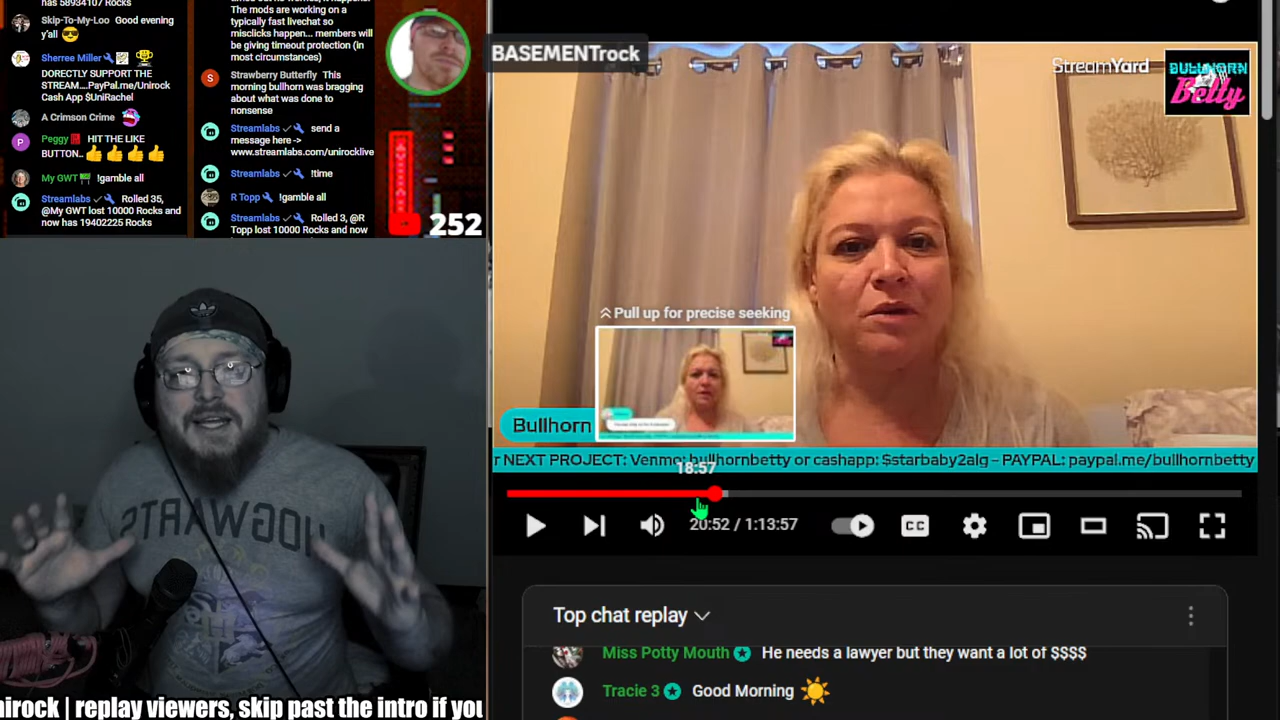 has 58934107 Rocks
Skip-To-My-Loo Good evening
y'all
Sherree Miller
DORECTLY SUPPORT THE
STREAM....PayPal.me/Unirock
Cash App $UniRachel
A Crimson Crime
Peggy HIT THE LIKE
BUTTON..
My GWT !gamble all
Streamlabs Rolled 35,
@My GWT lost 10000 Rocks and
now has 19402225 Rocks
The mods are working on a
typically fast livechat so
misclicks happen... members
will be giving timeout protection (in
most circumstances)
Strawberry Butterfly This
morning bullhorn was bragging
about what was done to
nonsense
Streamlabs send a
message here ->
www.streamlabs.com/unirocklive
Streamlabs !time
R Topp !gamble all
Streamlabs Rolled 3, @R
Topp lost 10000 Rocks and now
252
BASEMENTrock
StreamYard
BULLHORN
Betty
Pull up for precise seeking
Bullhorn
r NEXT PROJECT: Venmo: bullhornbetty or cashapp: $starbaby2alg - PAYPAL: paypal.me/bullhornbetty
18:57
20:52 / 1:13:57
CC
HOGWARTS
Top chat replay
Miss Potty Mouth He needs a lawyer but they want a lot of $$$$
Tracie 3 Good Morning
nirock | replay viewers, skip past the intro if you